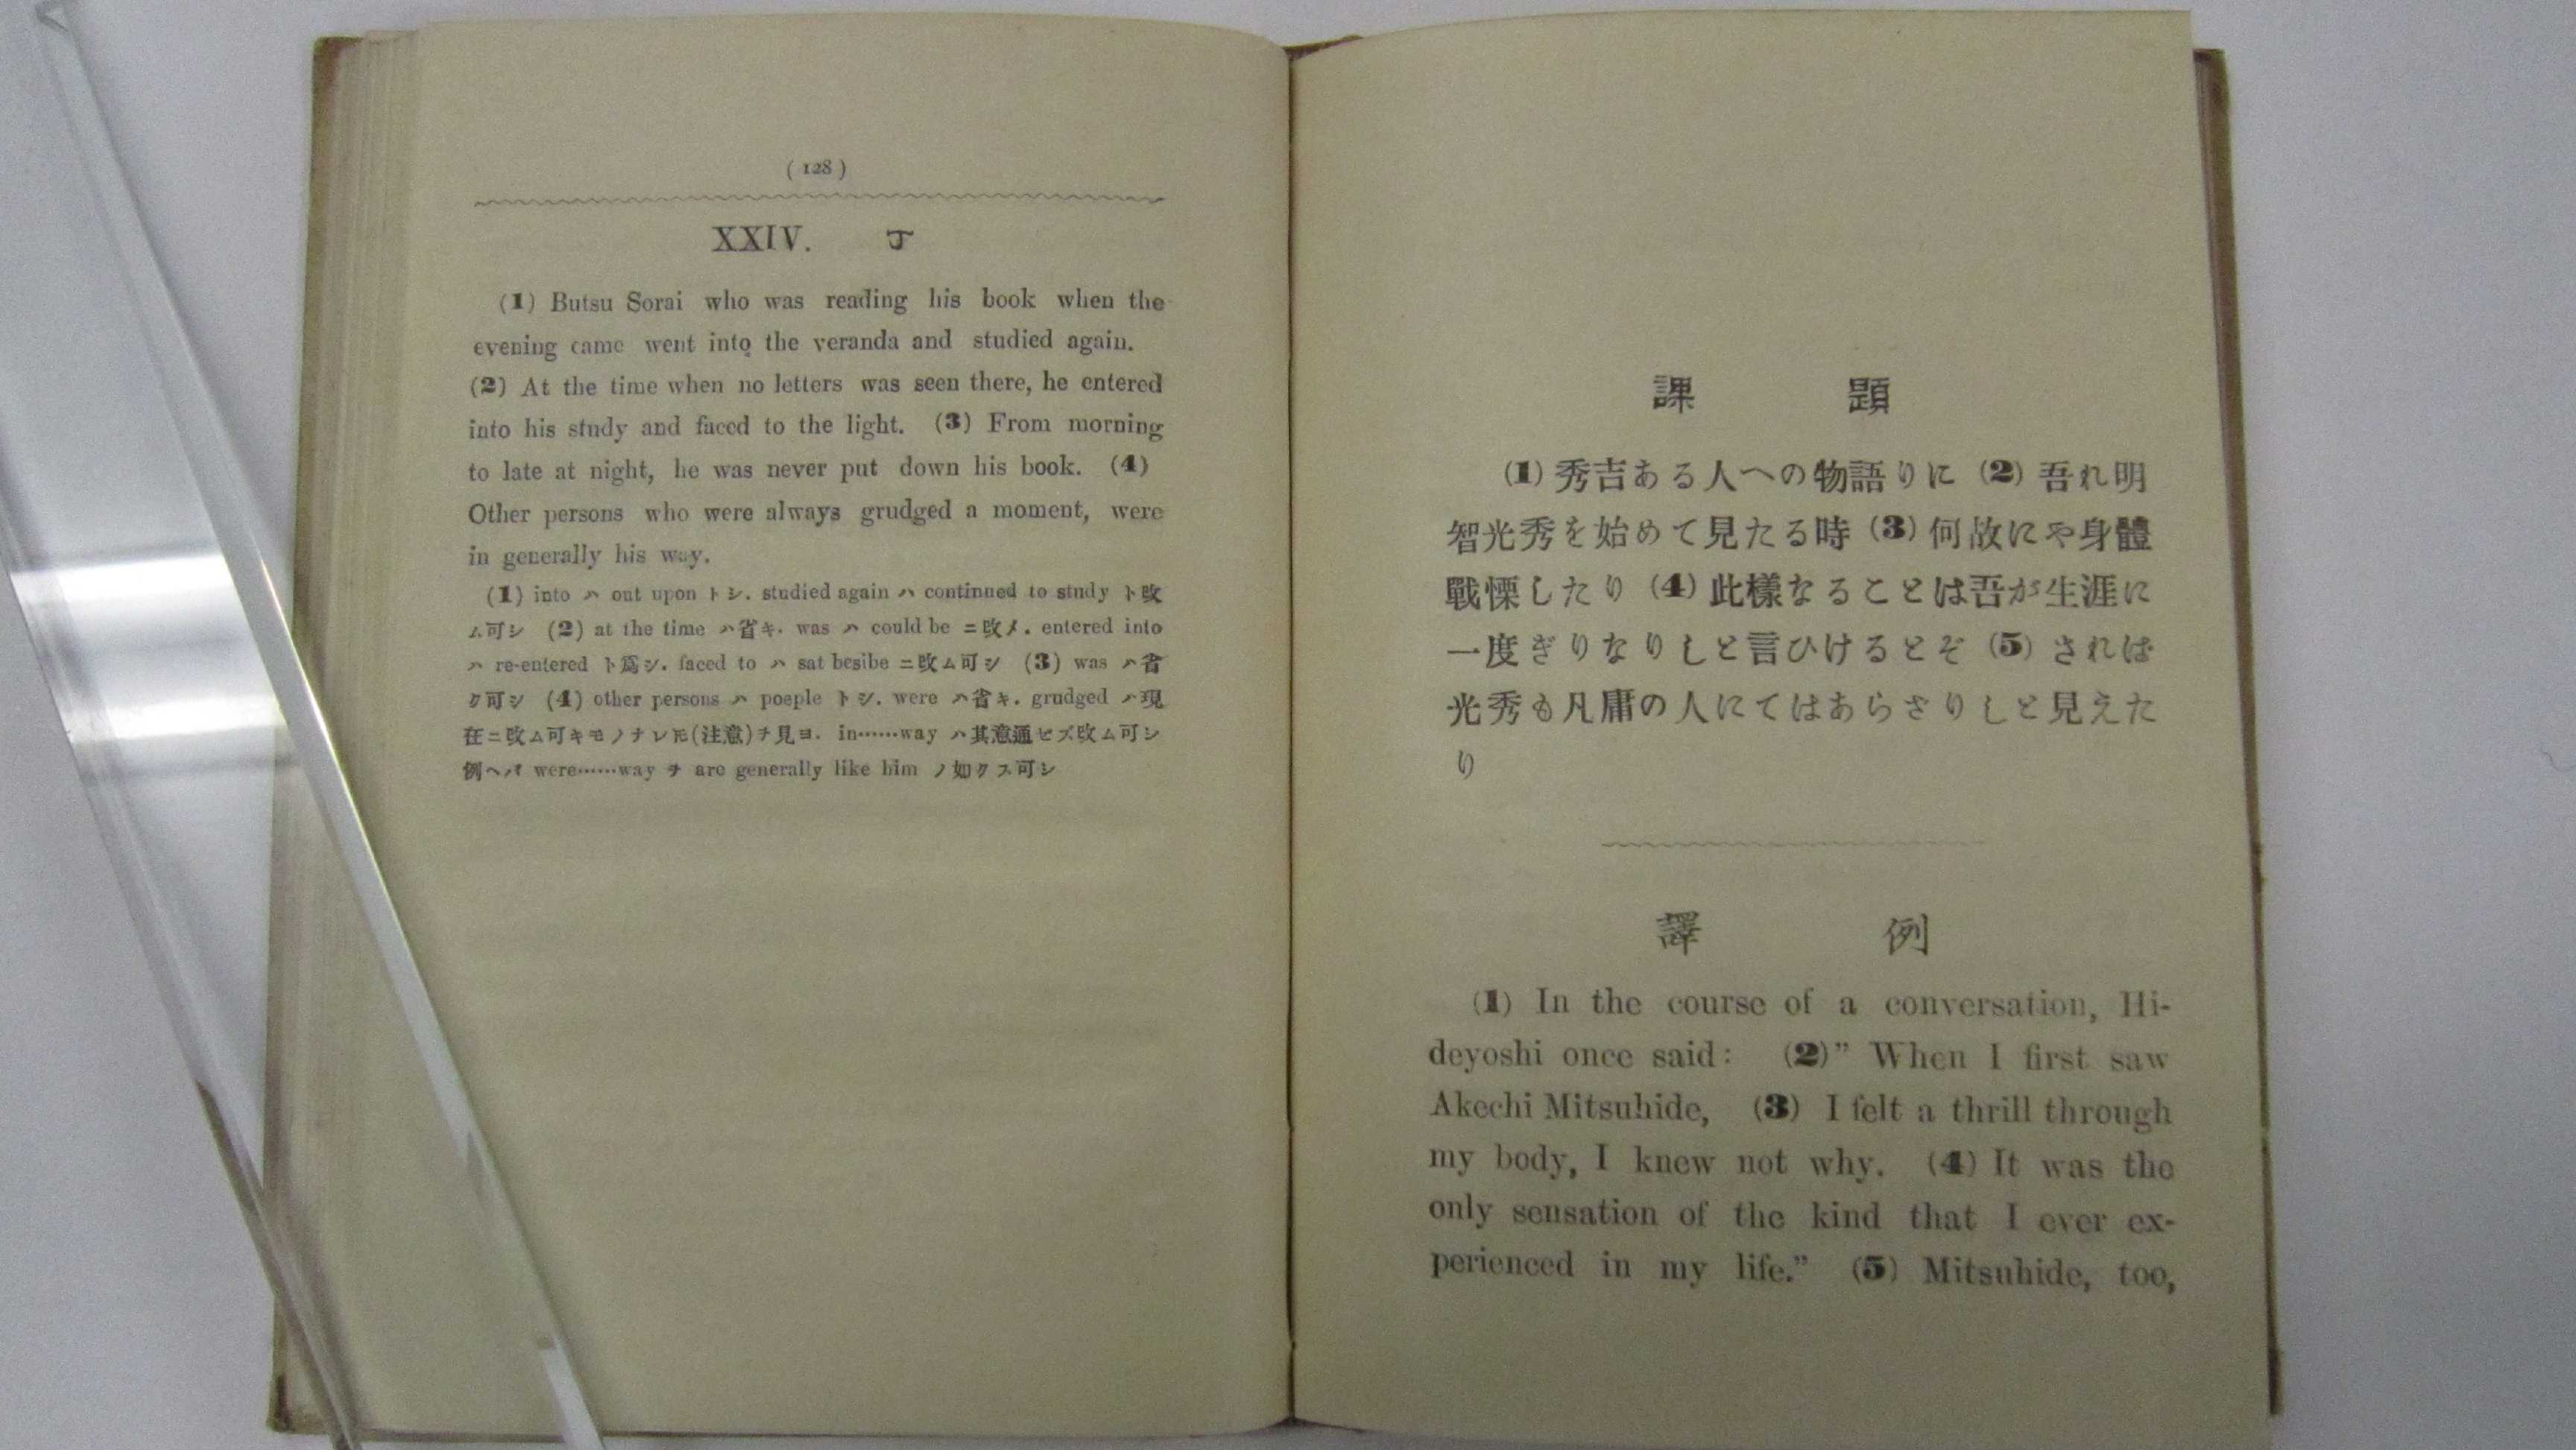 ( 128 )
XXIV. 丁
(1) Butsu Sorai who was reading his book when the
evening came went into the veranda and studied again.
(2) At the time when no letters was seen there, he entered
into his study and faced to the light. (3) From morning
to late at night, he was never put down his book. (4)
Other persons who were always grudged a moment, were
in generally his way.
(1) into ハ out upon トシ. studied again ハ continued to study ト改
ム可シ (2) at the time ハ省キ. was ハ could be ニ改メ. entered into
ハ re-entered ト爲シ. faced to ハ sat besibe ニ改ム可シ (3) was ハ省
ク可シ (4) other persons ハ poeple トシ. were ハ省キ. grudged ハ現
在ニ改ム可キモノナレ𪜈(注意)チ見ヨ. in……way ハ其意通セズ改ム可シ
例ヘバ were……way チ are generally like him ノ如クス可シ
課題
(1) 秀吉ある人への物語りに (2) 吾れ明
智光秀を始めて見たる時 (3) 何故にや身體
戰慄したり (4) 此樣なることは吾が生涯に
一度ぎりなりしと言ひけるとぞ (5) されば
光秀も凡庸の人にてはあらさりしと見えた
り
譯例
(1) In the course of a conversation, Hi-
deyoshi once said: (2)” When I first saw
Akechi Mitsuhide, (3) I felt a thrill through
my body, I knew not why. (4) It was the
only sensation of the kind that I ever ex-
perienced in my life.” (5) Mitsuhide, too,